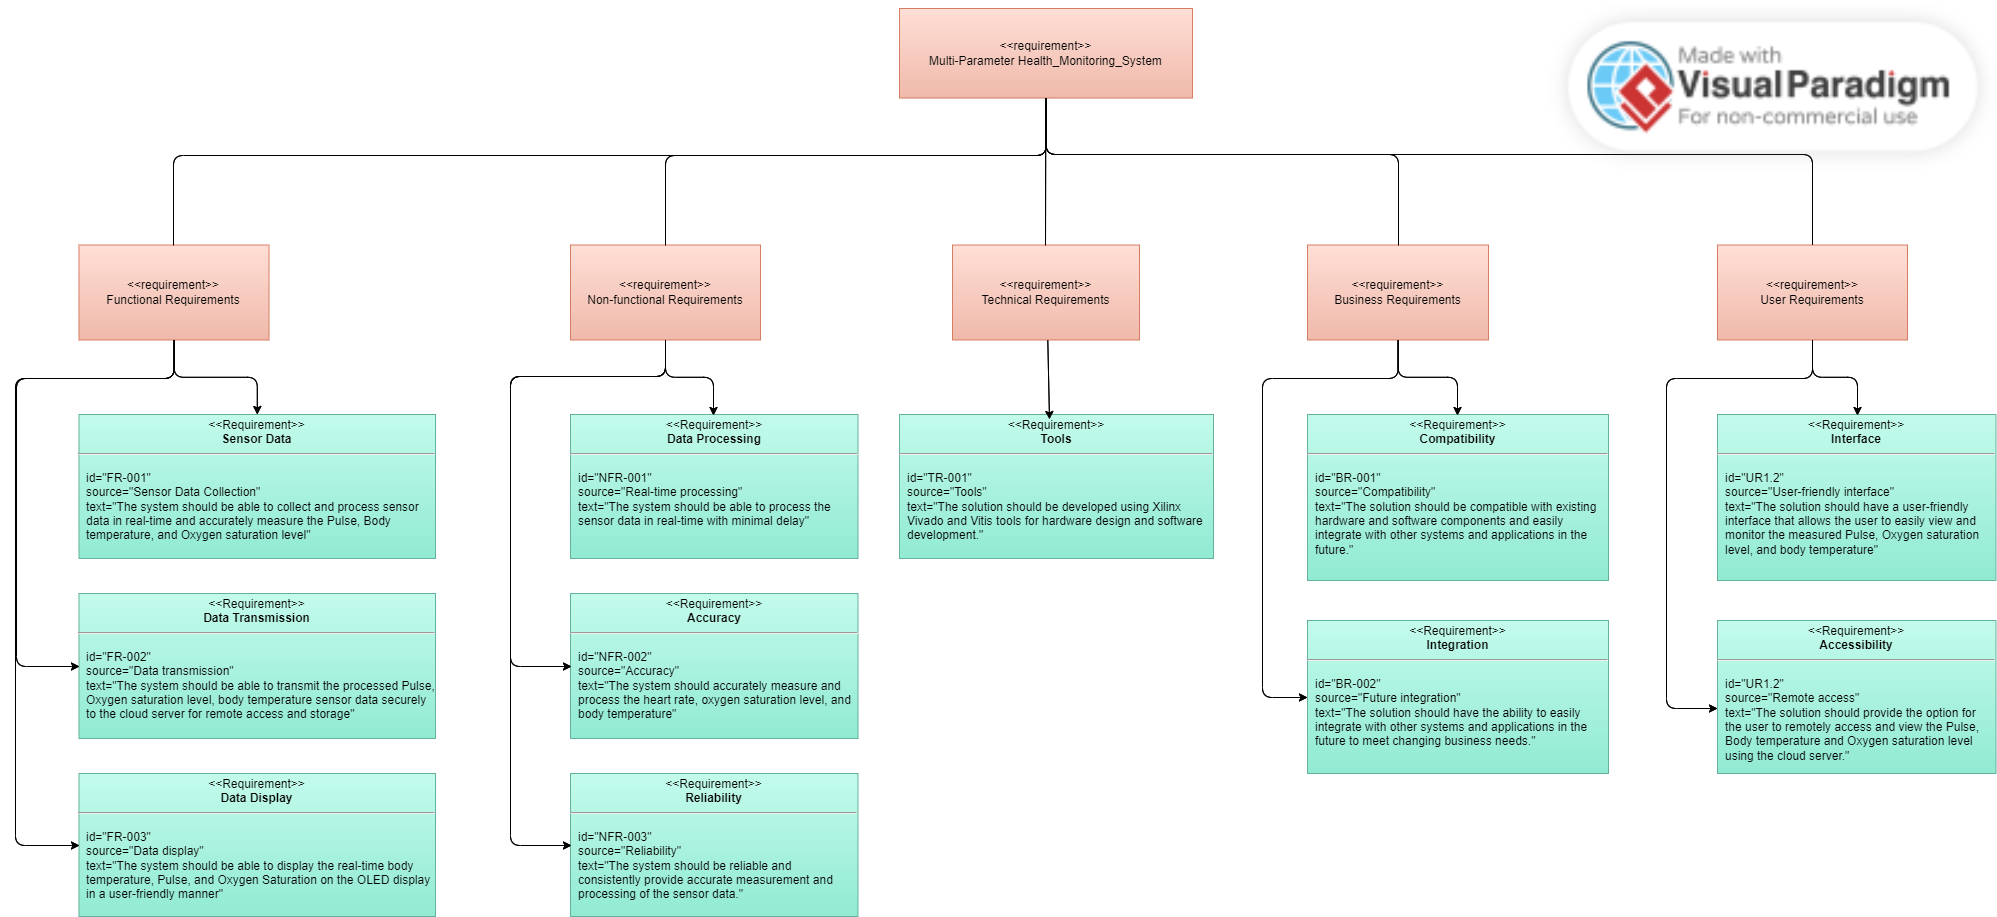 <<requirement>>
Multi-Parameter Health_Monitoring_System
Made with
Visual Paradigm
For non-commercial use
<<requirement>>
Functional Requirements
<<requirement>>
Non-functional Requirements
<<requirement>>
Technical Requirements
<<requirement>>
Business Requirements
<<requirement>>
User Requirements
<<Requirement>>
Sensor Data
id="FR-001"
source="Sensor Data Collection"
text="The system should be able to collect and process sensor
data in real-time and accurately measure the Pulse, Body
temperature, and Oxygen saturation level"
<<Requirement>>
Data Processing
id="NFR-001"
source="Real-time processing"
text="The system should be able to process the
sensor data in real-time with minimal delay"
<<Requirement>>
Tools
id="TR-001"
source="Tools"
text="The solution should be developed using Xilinx
Vivado and Vitis tools for hardware design and software
development."
<<Requirement>>
Compatibility
id="BR-001"
source="Compatibility"
text="The solution should be compatible with existing
hardware and software components and easily
integrate with other systems and applications in the
future."
<<Requirement>>
Interface
id="UR1.2"
source="User-friendly interface"
text="The solution should have a user-friendly
interface that allows the user to easily view and
monitor the measured Pulse, Oxygen saturation
level, and body temperature"
<<Requirement>>
Data Transmission
id="FR-002"
source="Data transmission"
text="The system should be able to transmit the processed Pulse,
Oxygen saturation level, body temperature sensor data securely
to the cloud server for remote access and storage"
<<Requirement>>
Accuracy
id="NFR-002"
source="Accuracy"
text="The system should accurately measure and
process the heart rate, oxygen saturation level, and
body temperature"
<<Requirement>>
Integration
id="BR-002"
source="Future integration"
text="The solution should have the ability to easily
integrate with other systems and applications in the
future to meet changing business needs."
<<Requirement>>
Accessibility
id="UR1.2"
source="Remote access"
text="The solution should provide the option for
the user to remotely access and view the Pulse,
Body temperature and Oxygen saturation level
using the cloud server."
<<Requirement>>
Data Display
id="FR-003"
source="Data display"
text="The system should be able to display the real-time body
temperature, Pulse, and Oxygen Saturation on the OLED display
in a user-friendly manner"
<<Requirement>>
Reliability
id="NFR-003"
source="Reliability"
text="The system should be reliable and
consistently provide accurate measurement and
processing of the sensor data."